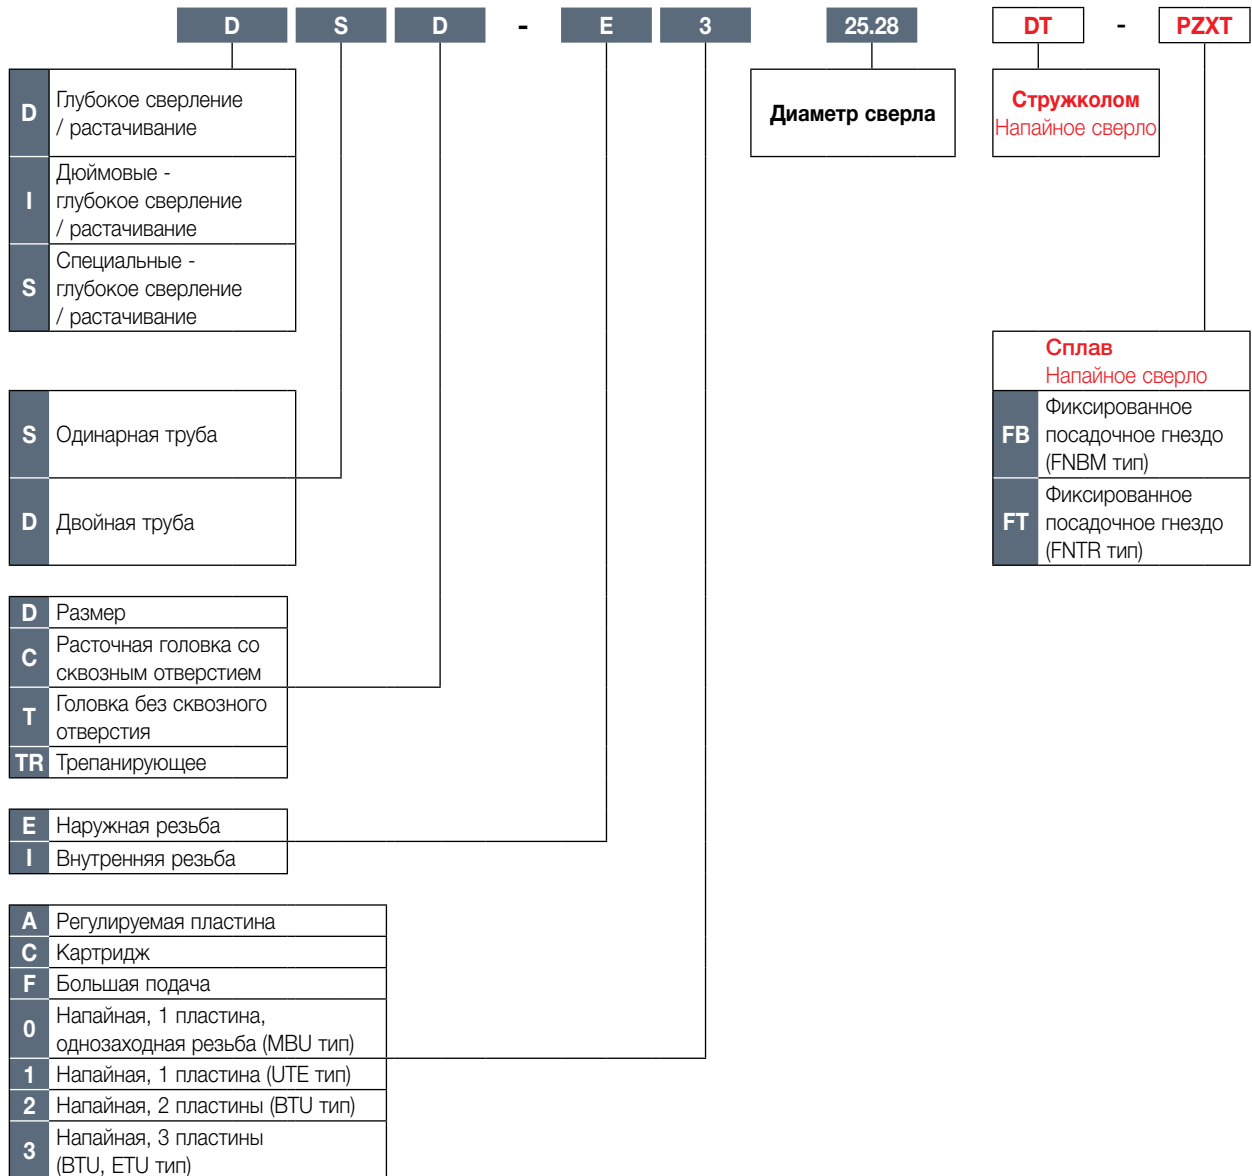 D S D - E 3 25.28 DT - PZXT
D Глубокое сверление
/ растачивание
I Дюймовые -
глубокое сверление
/ растачивание
S Специальные -
глубокое сверление
/ растачивание
Диаметр сверла
Стружколом
Напайное сверло
S Одинарная труба
D Двойная труба
Сплав
Напайное сверло
FB Фиксированное
посадочное гнездо
(FNBM тип)
FT Фиксированное
посадочное гнездо
(FNTR тип)
D Размер
C Расточная головка со
сквозным отверстием
T Головка без сквозного
отверстия
TR Трепанирующее
E Наружная резьба
I Внутренняя резьба
A Регулируемая пластина
C Картридж
F Большая подача
0 Напайная, 1 пластина,
однозаходная резьба (MBU тип)
1 Напайная, 1 пластина (UTE тип)
2 Напайная, 2 пластины (BTU тип)
3 Напайная, 3 пластины
(BTU, ETU тип)